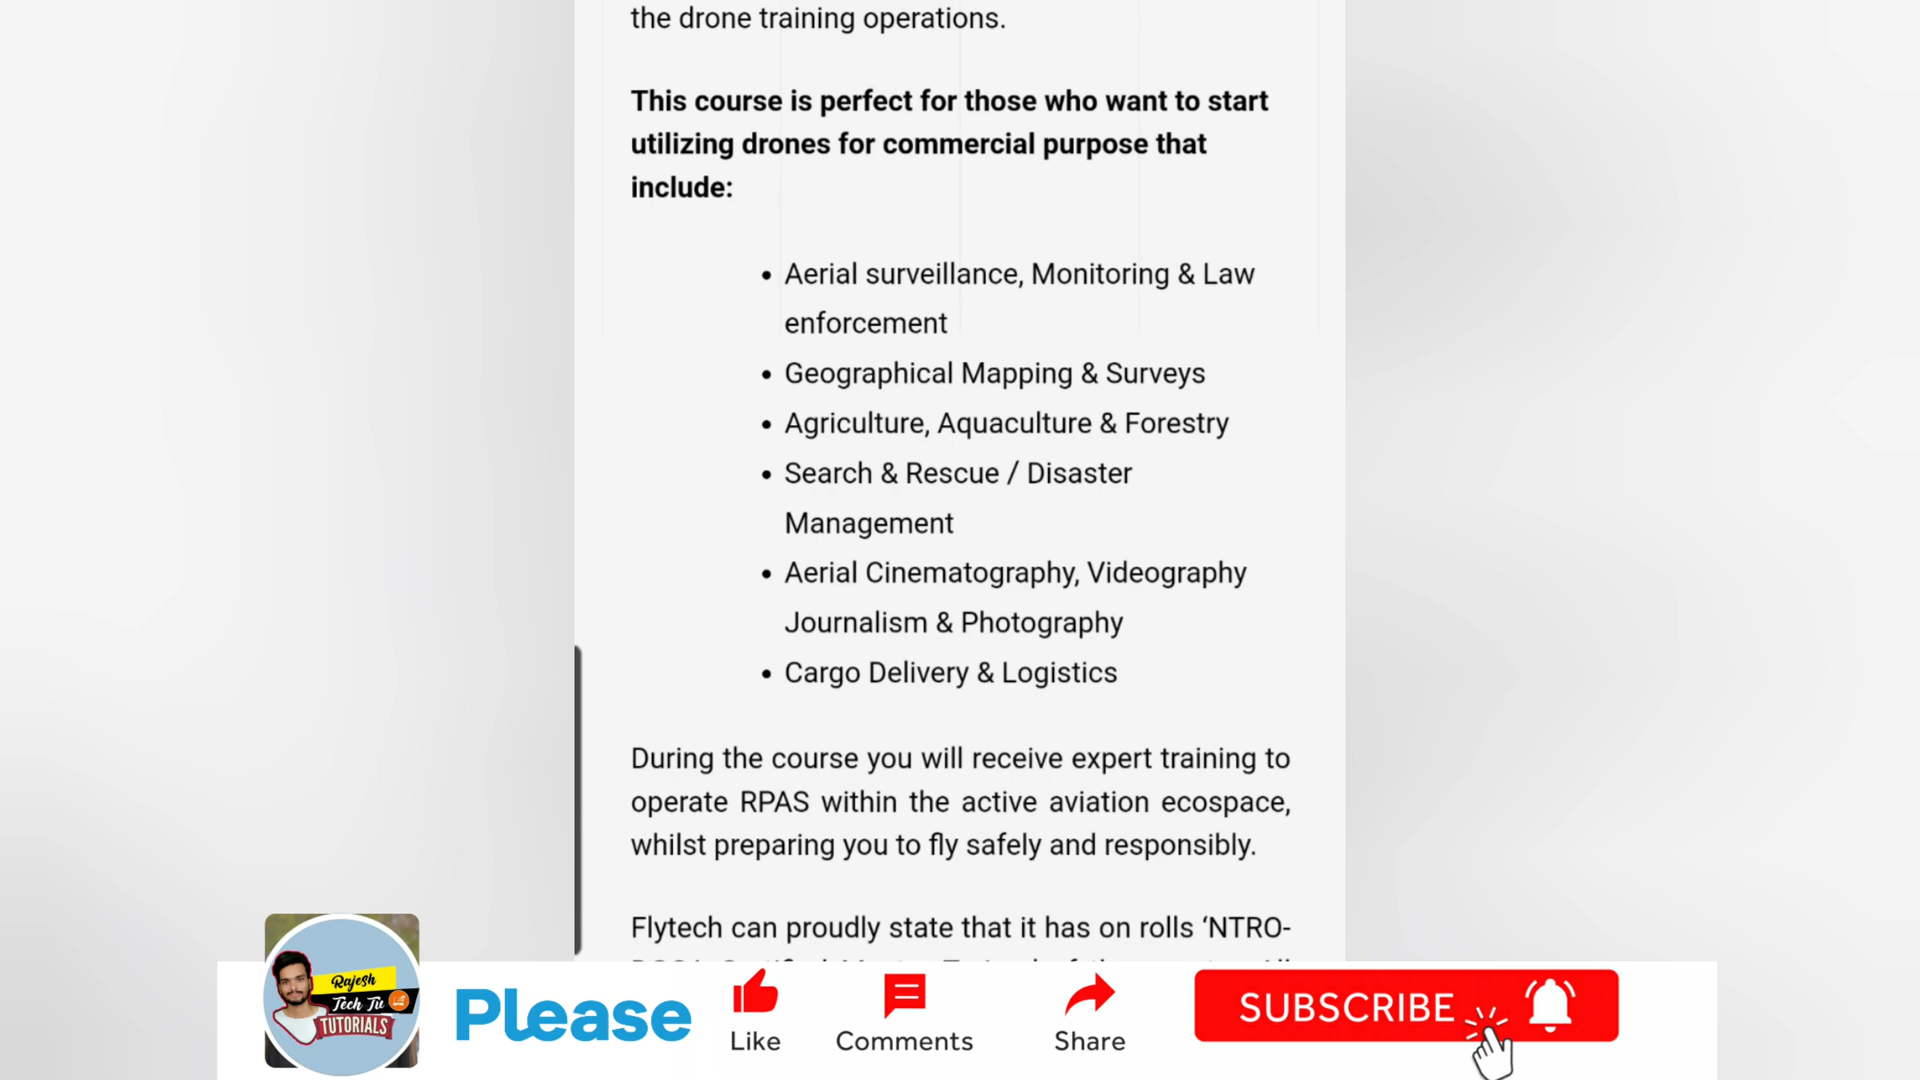 the drone training operations.
This course is perfect for those who want to start
utilizing drones for commercial purpose that
include:
• Aerial surveillance, Monitoring & Law
enforcement
• Geographical Mapping & Surveys
• Agriculture, Aquaculture & Forestry
• Search & Rescue / Disaster
Management
• Aerial Cinematography, Videography
Journalism & Photography
• Cargo Delivery & Logistics
During the course you will receive expert training to
operate RPAS within the active aviation ecospace,
whilst preparing you to fly safely and responsibly.
Flytech can proudly state that it has on rolls ‘NTRO-
Rajesh
Tech Tu
TUTORIALS
Please
Like
Comments
Share
SUBSCRIBE